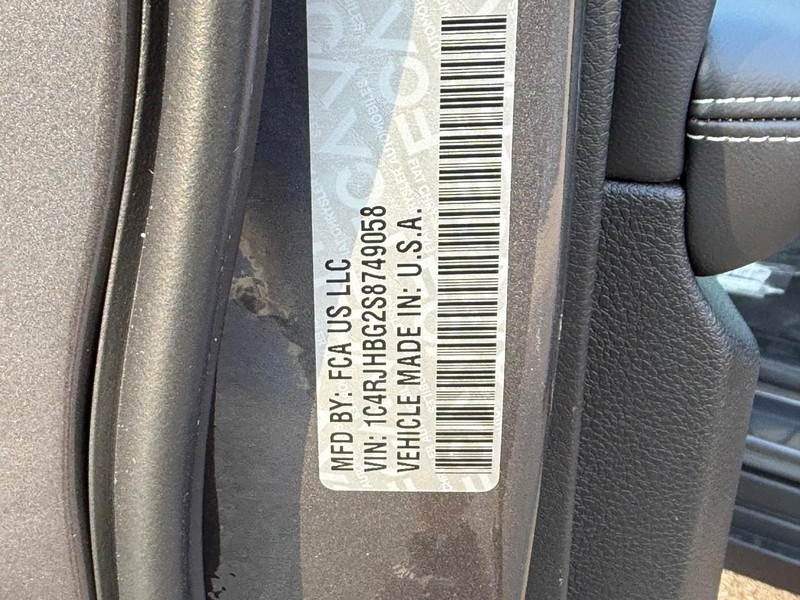 MFD BY: FCA US LLC
VIN: 1C4RJHBG2S8749058
VEHICLE MADE IN: U.S.A.